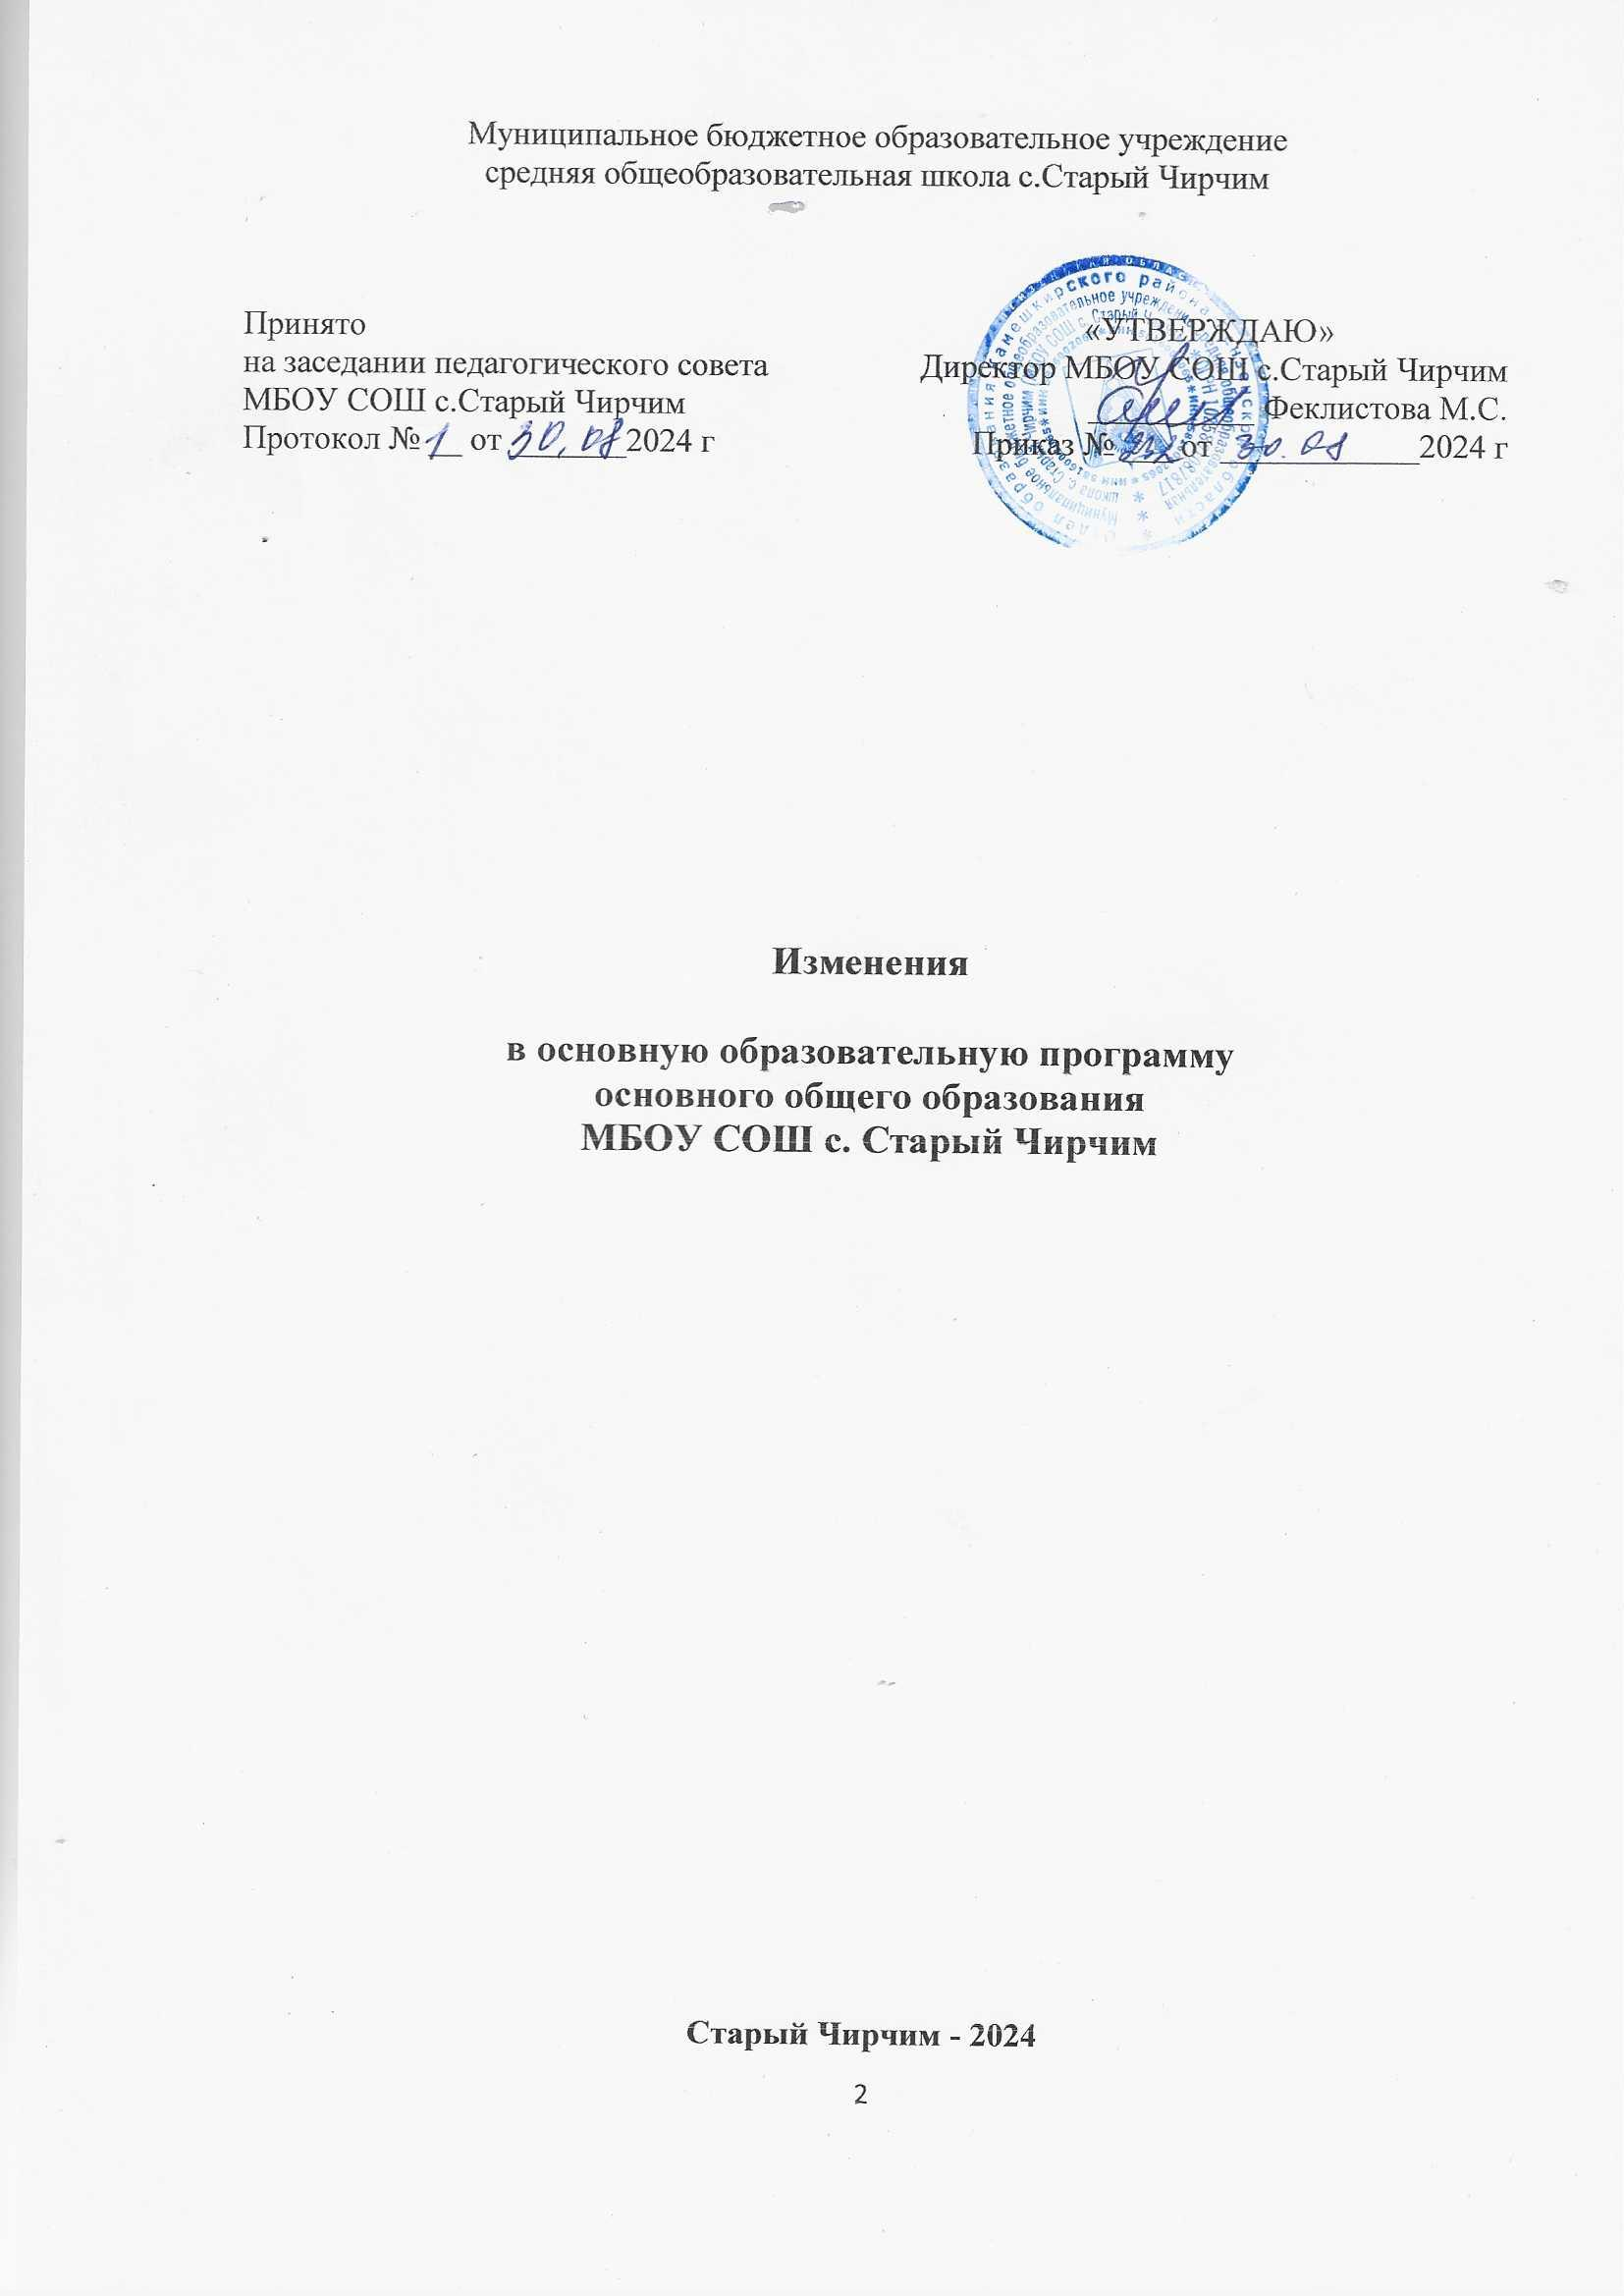 Муниципальное бюджетное образовательное учреждение
средняя общеобразовательная школа с.Старый Чирчим
Принято
на заседании педагогического совета
МБОУ СОШ с.Старый Чирчим
Протокол № 1 от 30.08 2024 г
«УТВЕРЖДАЮ»
Директор МБОУ СОШ с.Старый Чирчим
Феклистова М.С.
Приказ № от 30.08 2024 г
Изменения
в основную образовательную программу
основного общего образования
МБОУ СОШ с. Старый Чирчим
Старый Чирчим - 2024
2